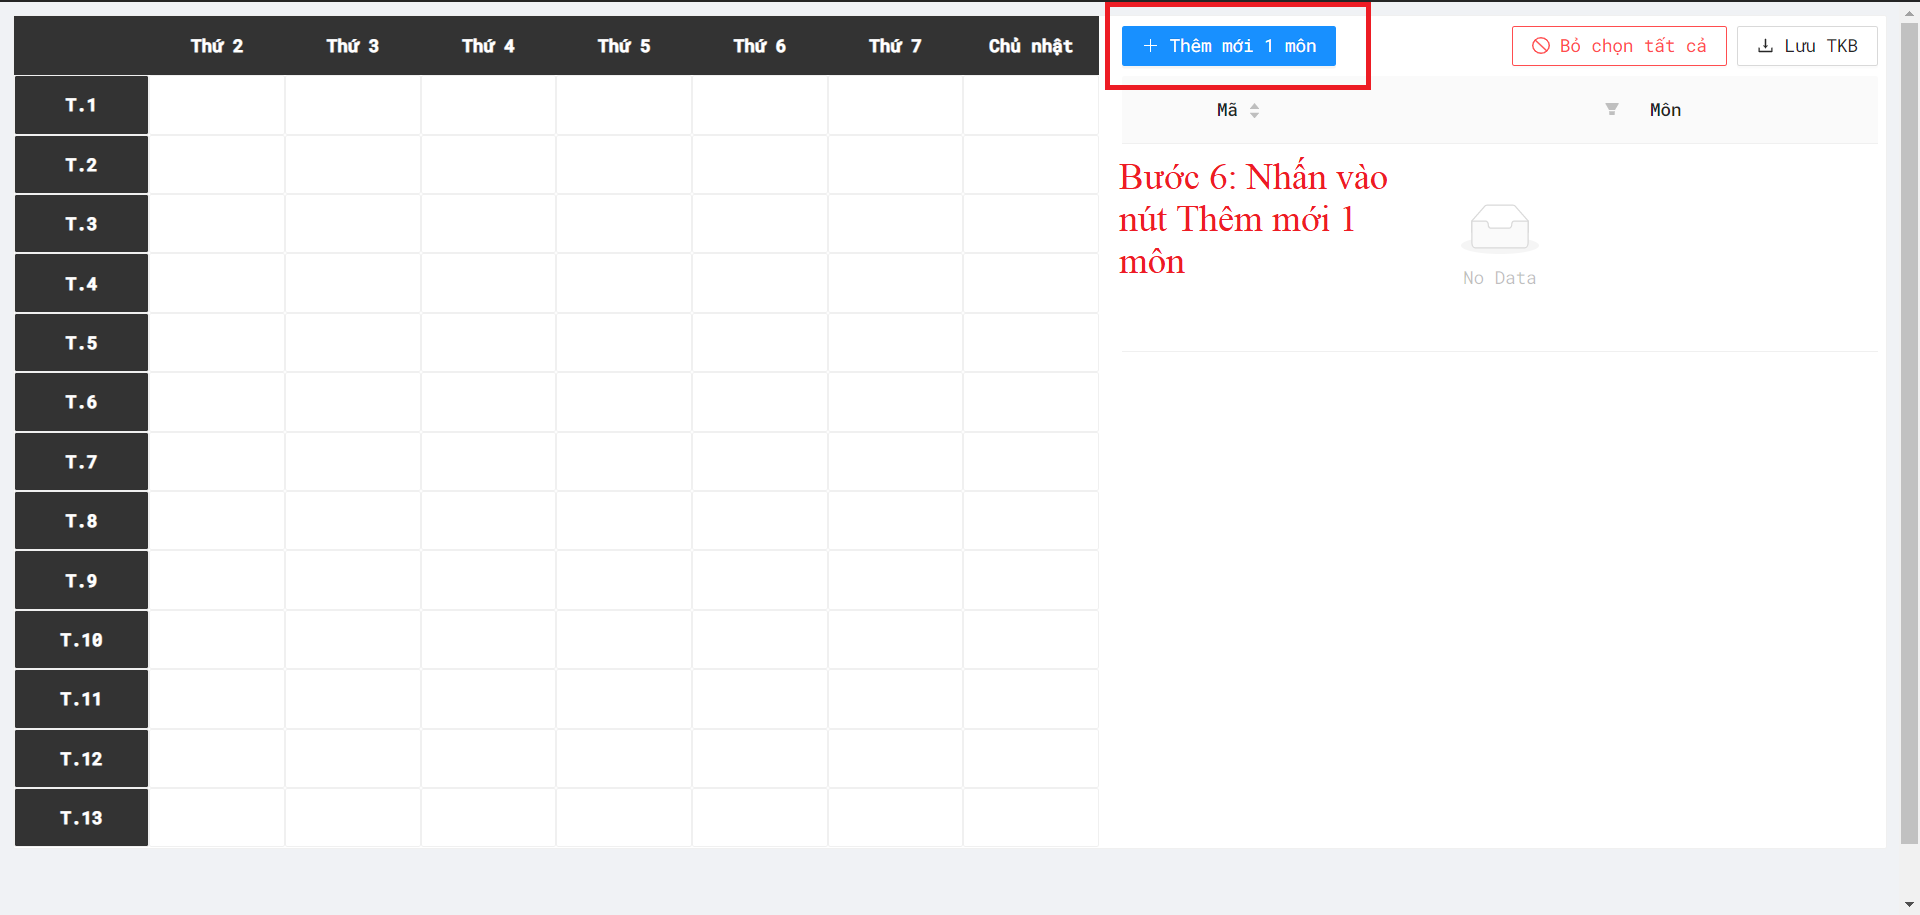 Thứ 2 Thứ 3 Thứ 4 Thứ 5 Thứ 6 Thứ 7 Chủ nhật
T.1
T.2
T.3
T.4
T.5
T.6
T.7
T.8
T.9
T.10
T.11
T.12
T.13
+ Thêm mới 1 môn
Bỏ chọn tất cả
Lưu TKB
Mã
Môn
Bước 6: Nhấn vào
nút Thêm mới 1
môn
No Data